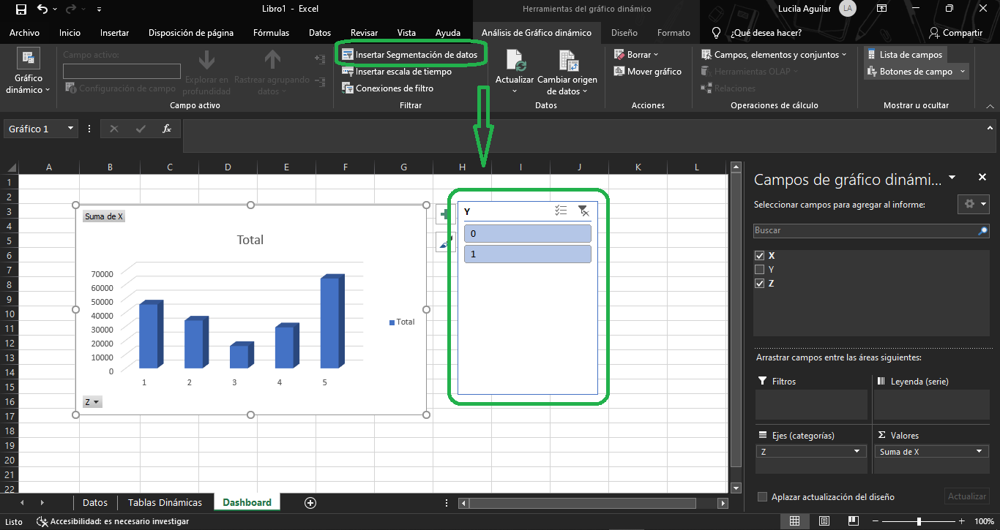 Libro1 - Excel
Herramientas del gráfico dinámico
Lucila Aguilar
LA
Archivo
Inicio
Insertar
Disposición de página
Fórmulas
Datos
Revisar
Vista
Ayuda
Análisis de Gráfico dinámico
Diseño
Formato
¿Qué desea hacer?
Compartir
Gráfico
dinámico
Campo activo:
Configuración de campo
Explorar en
profundidad
Rastrear agrupando
datos
Campo activo
Insertar Segmentación de datos
Insertar escala de tiempo
Conexiones de filtro
Filtrar
Actualizar
Cambiar origen
de datos
Datos
Borrar
Mover gráfico
Acciones
Campos, elementos y conjuntos
Herramientas OLAP
Relaciones
Operaciones de cálculo
Lista de campos
Botones de campo
Mostrar u ocultar
Gráfico 1
fx
A B C D E F G H I J K L
1
2
3
4
5
6
7
8
9
10
11
12
13
14
15
16
17
18
19
20
21
22
Suma de X
Total
70000
60000
50000
40000
30000
20000
10000
0
1 2 3 4 5
Total
Z
Y
0
1
Campos de gráfico dinámi...
Seleccionar campos para agregar al informe:
Buscar
X
Y
Z
Arrastrar campos entre las áreas siguientes:
Filtros
Leyenda (serie)
Ejes (categorías)
Σ Valores
Z
Suma de X
Aplazar actualización del diseño
Actualizar
Datos
Tablas Dinámicas
Dashboard
Listo
Accesibilidad: es necesario investigar
100%